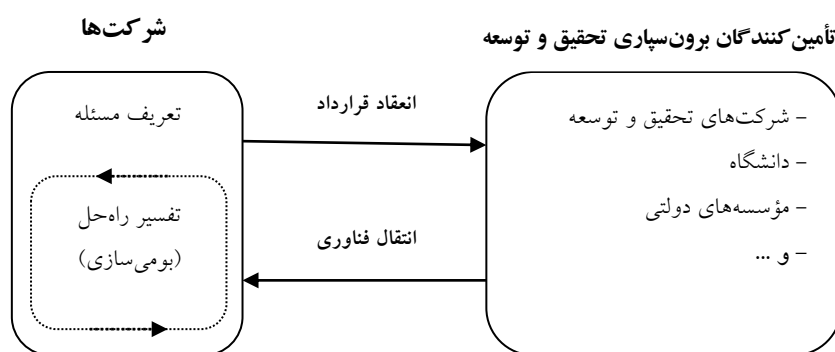 شرکت‌ها
تأمین‌کنندگان برون‌سپاری تحقیق و توسعه
تعریف مسئله
تفسیر راه‌حل
(بومی‌سازی)
انعقاد قرارداد
انتقال فناوری
- شرکت‌های تحقیق و توسعه
- دانشگاه
- مؤسسه‌های دولتی
- و ...